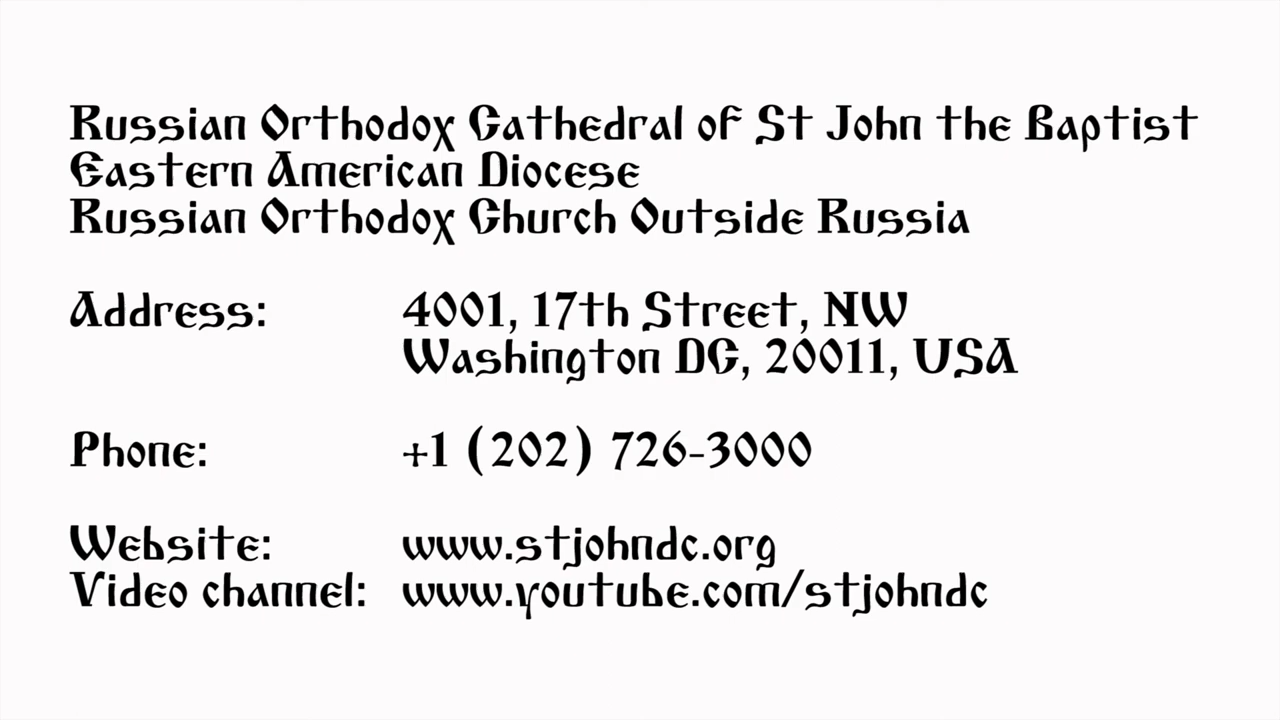 Russian Orthodox Cathedral of St John the Baptist
Eastern American Diocese
Russian Orthodox Church Outside Russia
Address: 4001, 17th Street, NW
Washington DC, 20011, USA
Phone: +1 (202) 726-3000
Website: www.stjohndc.org
Video channel: www.youtube.com/stjohndc